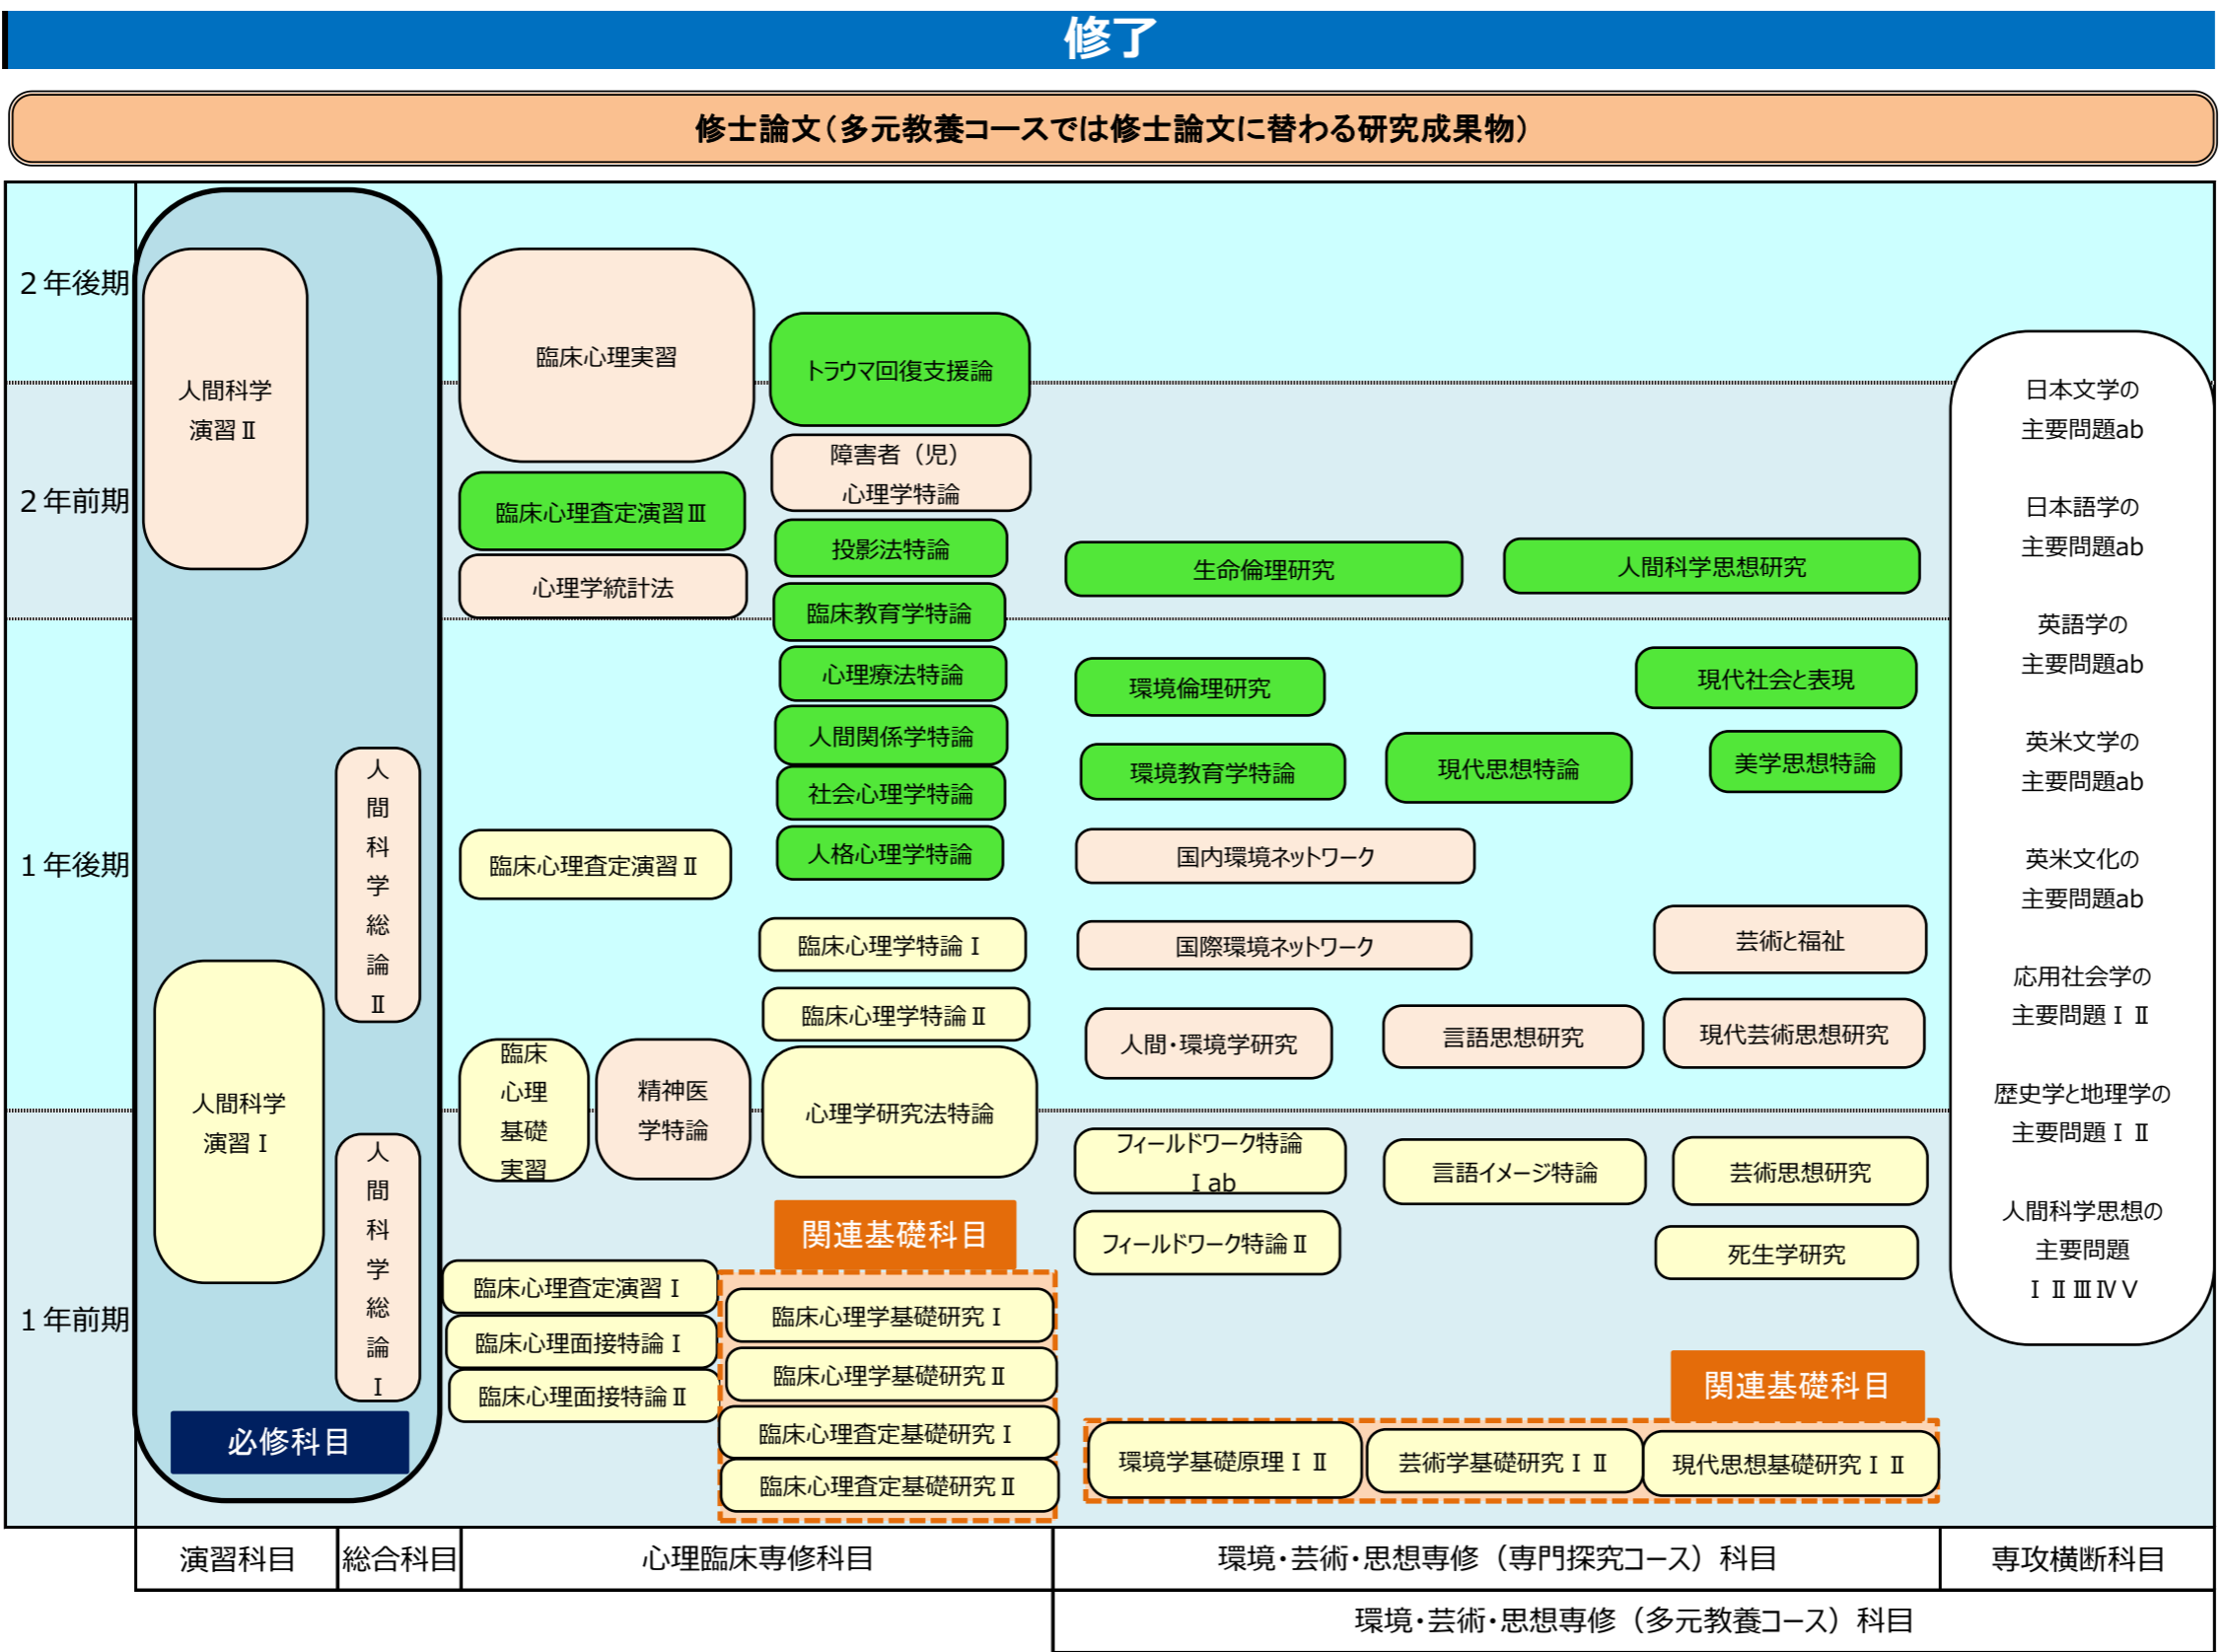 修了
修士論文(多元教養コースでは修士論文に替わる研究成果物)
2年後期
2年前期
1年後期
1年前期
人間科学
演習Ⅱ
人間科学
演習Ⅰ
人
間
科
学
総
論
Ⅱ
人
間
科
学
総
論
Ⅰ
必修科目
臨床心理実習
臨床心理査定演習Ⅲ
心理学統計法
臨床心理査定演習Ⅱ
臨床
心理
基礎
実習
精神医
学特論
臨床心理査定演習Ⅰ
臨床心理面接特論Ⅰ
臨床心理面接特論Ⅱ
トラウマ回復支援論
障害者(児)
心理学特論
投影法特論
臨床教育学特論
心理療法特論
人間関係学特論
社会心理学特論
人格心理学特論
臨床心理学特論Ⅰ
臨床心理学特論Ⅱ
心理学研究法特論
関連基礎科目
臨床心理学基礎研究Ⅰ
臨床心理学基礎研究Ⅱ
臨床心理査定基礎研究Ⅰ
臨床心理査定基礎研究Ⅱ
生命倫理研究
人間科学思想研究
環境倫理研究
現代社会と表現
環境教育学特論
現代思想特論
美学思想特論
国内環境ネットワーク
国際環境ネットワーク
芸術と福祉
人間・環境学研究
言語思想研究
現代芸術思想研究
フィールドワーク特論
Ⅰab
言語イメージ特論
芸術思想研究
フィールドワーク特論Ⅱ
死生学研究
関連基礎科目
環境学基礎原理ⅠⅡ
芸術学基礎研究ⅠⅡ
現代思想基礎研究ⅠⅡ
日本文学の
主要問題ab
日本語学の
主要問題ab
英語学の
主要問題ab
英米文学の
主要問題ab
英米文化の
主要問題ab
応用社会学の
主要問題ⅠⅡ
歴史学と地理学の
主要問題ⅠⅡ
人間科学思想の
主要問題
ⅠⅡⅢⅣⅤ
演習科目
総合科目
心理臨床専修科目
環境・芸術・思想専修(専門探究コース)科目
専攻横断科目
環境・芸術・思想専修(多元教養コース)科目